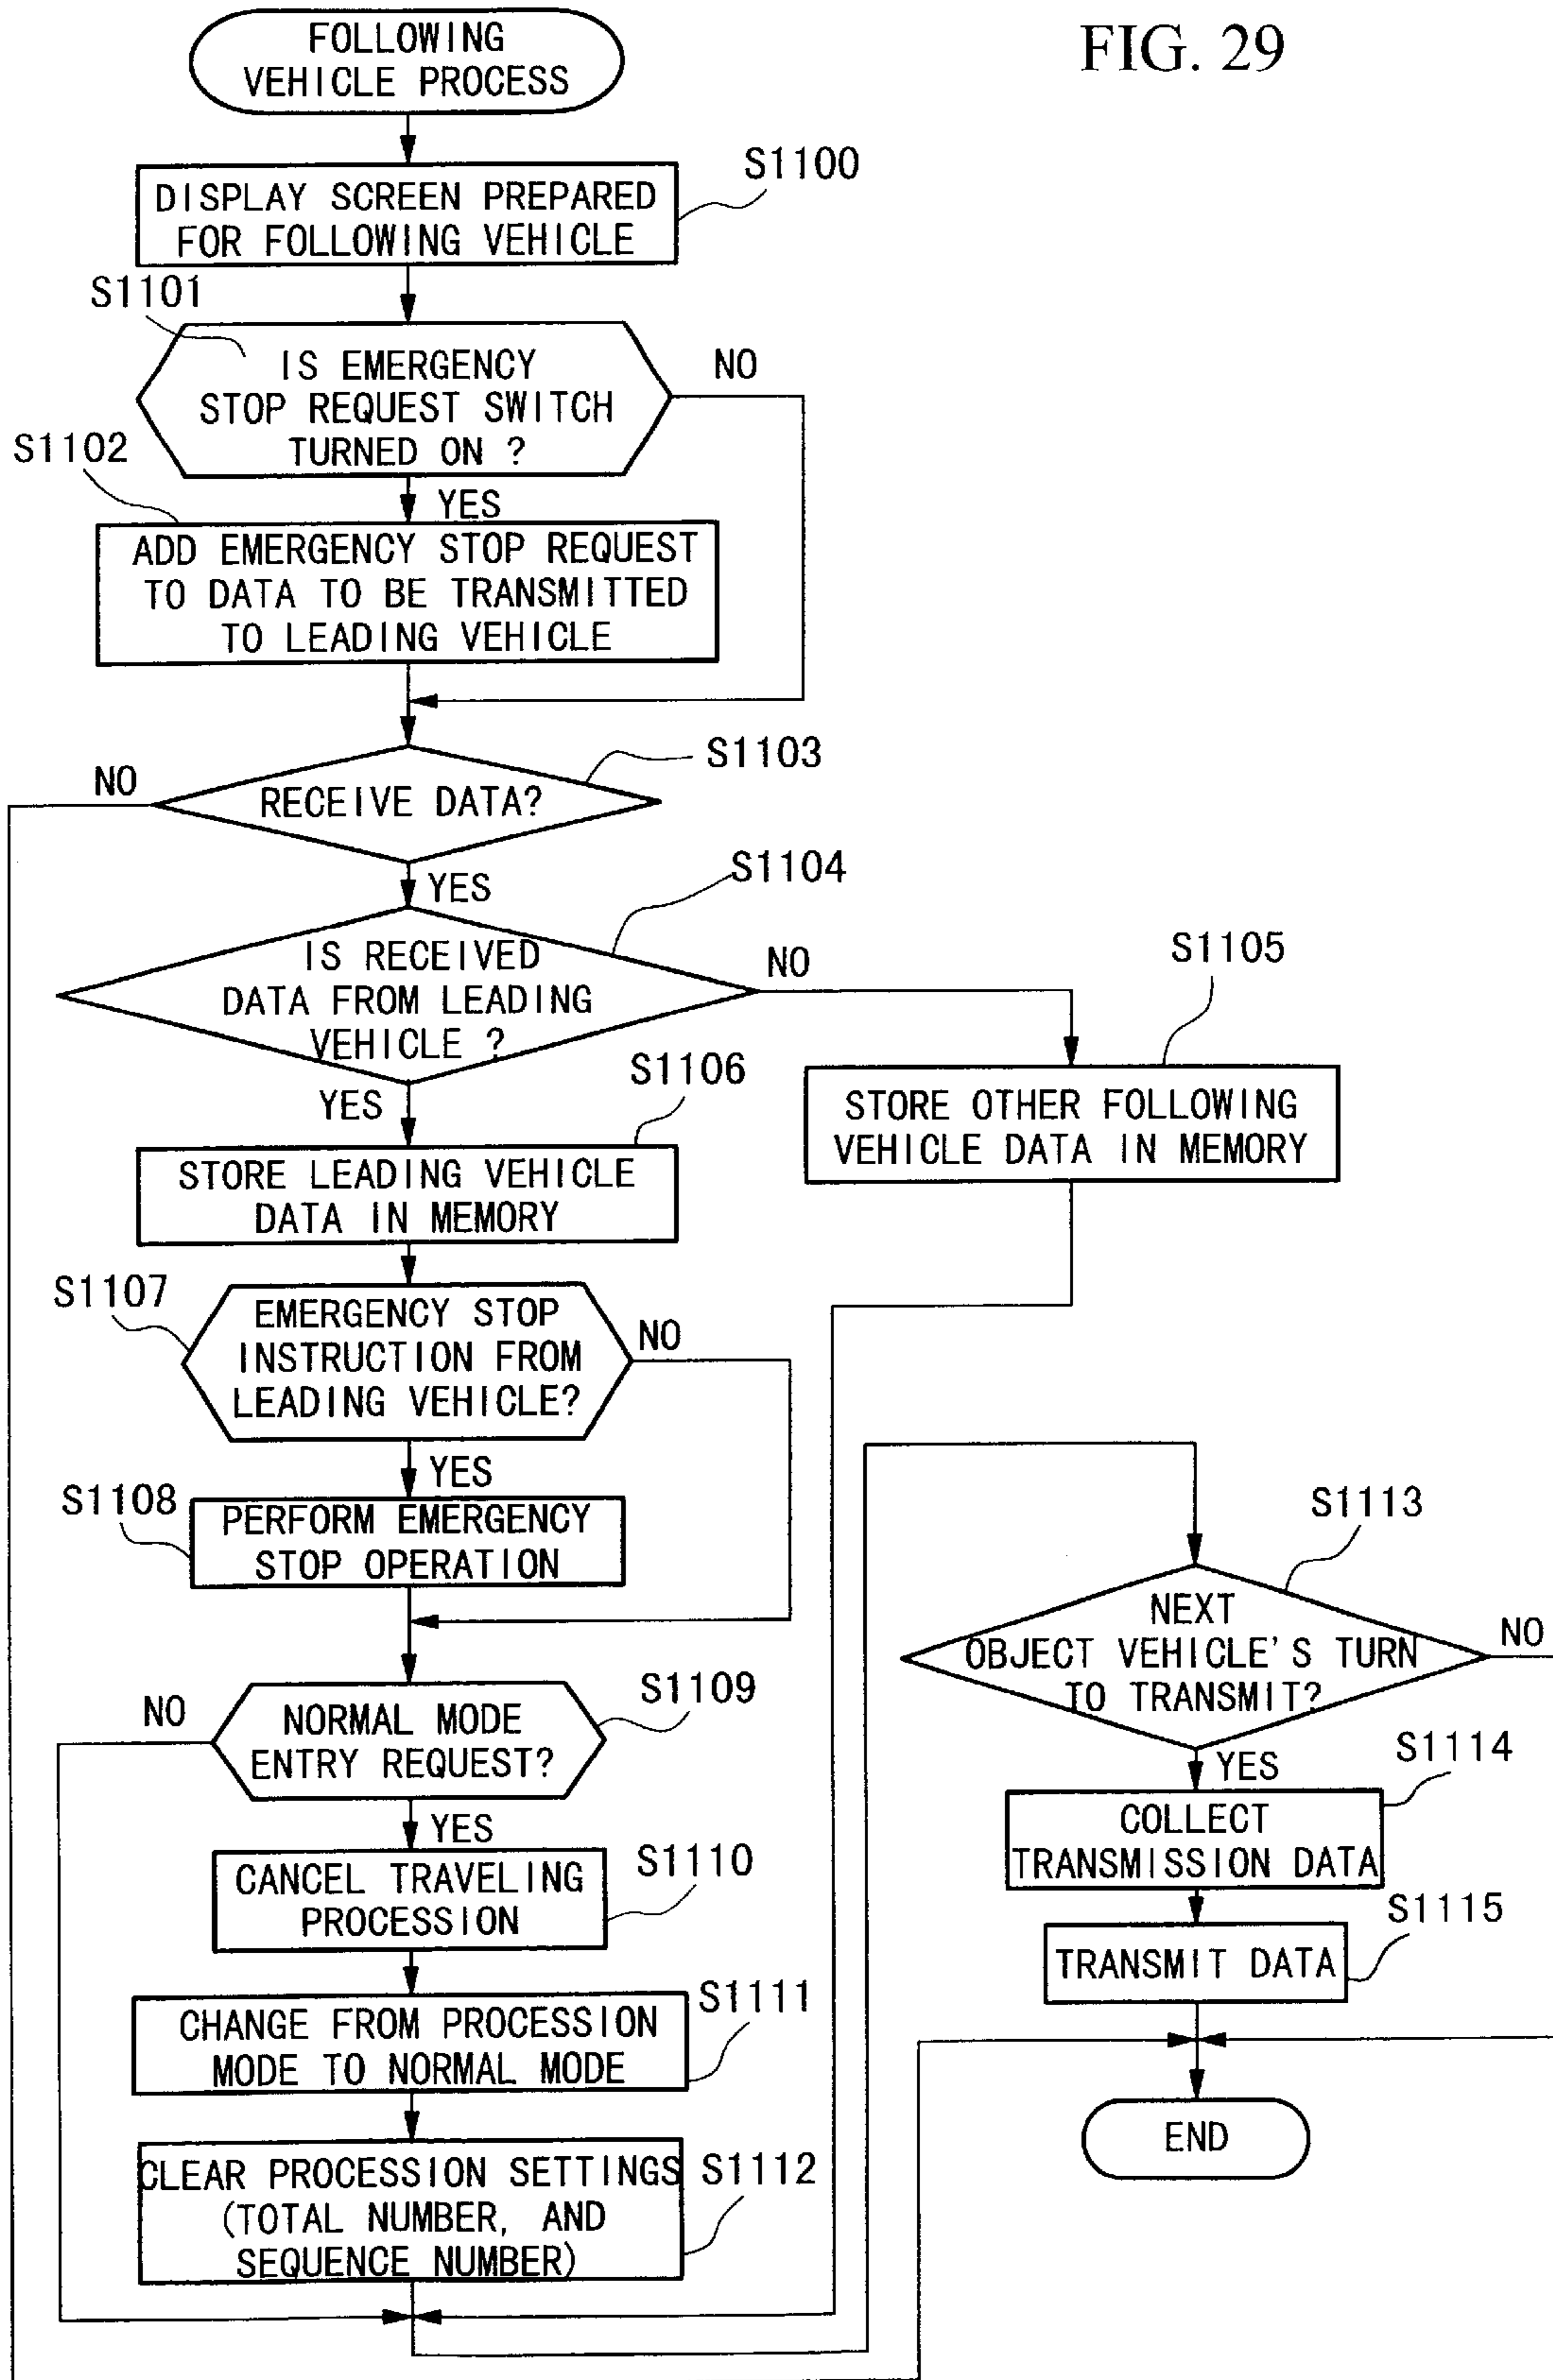 FIG. 29
FOLLOWING
VEHICLE PROCESS
S1100
DISPLAY SCREEN PREPARED
FOR FOLLOWING VEHICLE
S1101
IS EMERGENCY
STOP REQUEST SWITCH
TURNED ON ?
NO
S1102
YES
ADD EMERGENCY STOP REQUEST
TO DATA TO BE TRANSMITTED
TO LEADING VEHICLE
S1103
NO
RECEIVE DATA?
S1104
YES
IS RECEIVED
DATA FROM LEADING
VEHICLE ?
NO
S1105
STORE OTHER FOLLOWING
VEHICLE DATA IN MEMORY
S1106
YES
STORE LEADING VEHICLE
DATA IN MEMORY
S1107
EMERGENCY STOP
INSTRUCTION FROM
LEADING VEHICLE?
NO
YES
S1108
PERFORM EMERGENCY
STOP OPERATION
S1109
NO
NORMAL MODE
ENTRY REQUEST?
YES
S1110
CANCEL TRAVELING
PROCESSION
S1111
CHANGE FROM PROCESSION
MODE TO NORMAL MODE
S1112
CLEAR PROCESSION SETTINGS
(TOTAL NUMBER, AND
SEQUENCE NUMBER)
S1113
NEXT
OBJECT VEHICLE'S TURN
TO TRANSMIT?
NO
YES
S1114
COLLECT
TRANSMISSION DATA
S1115
TRANSMIT DATA
END